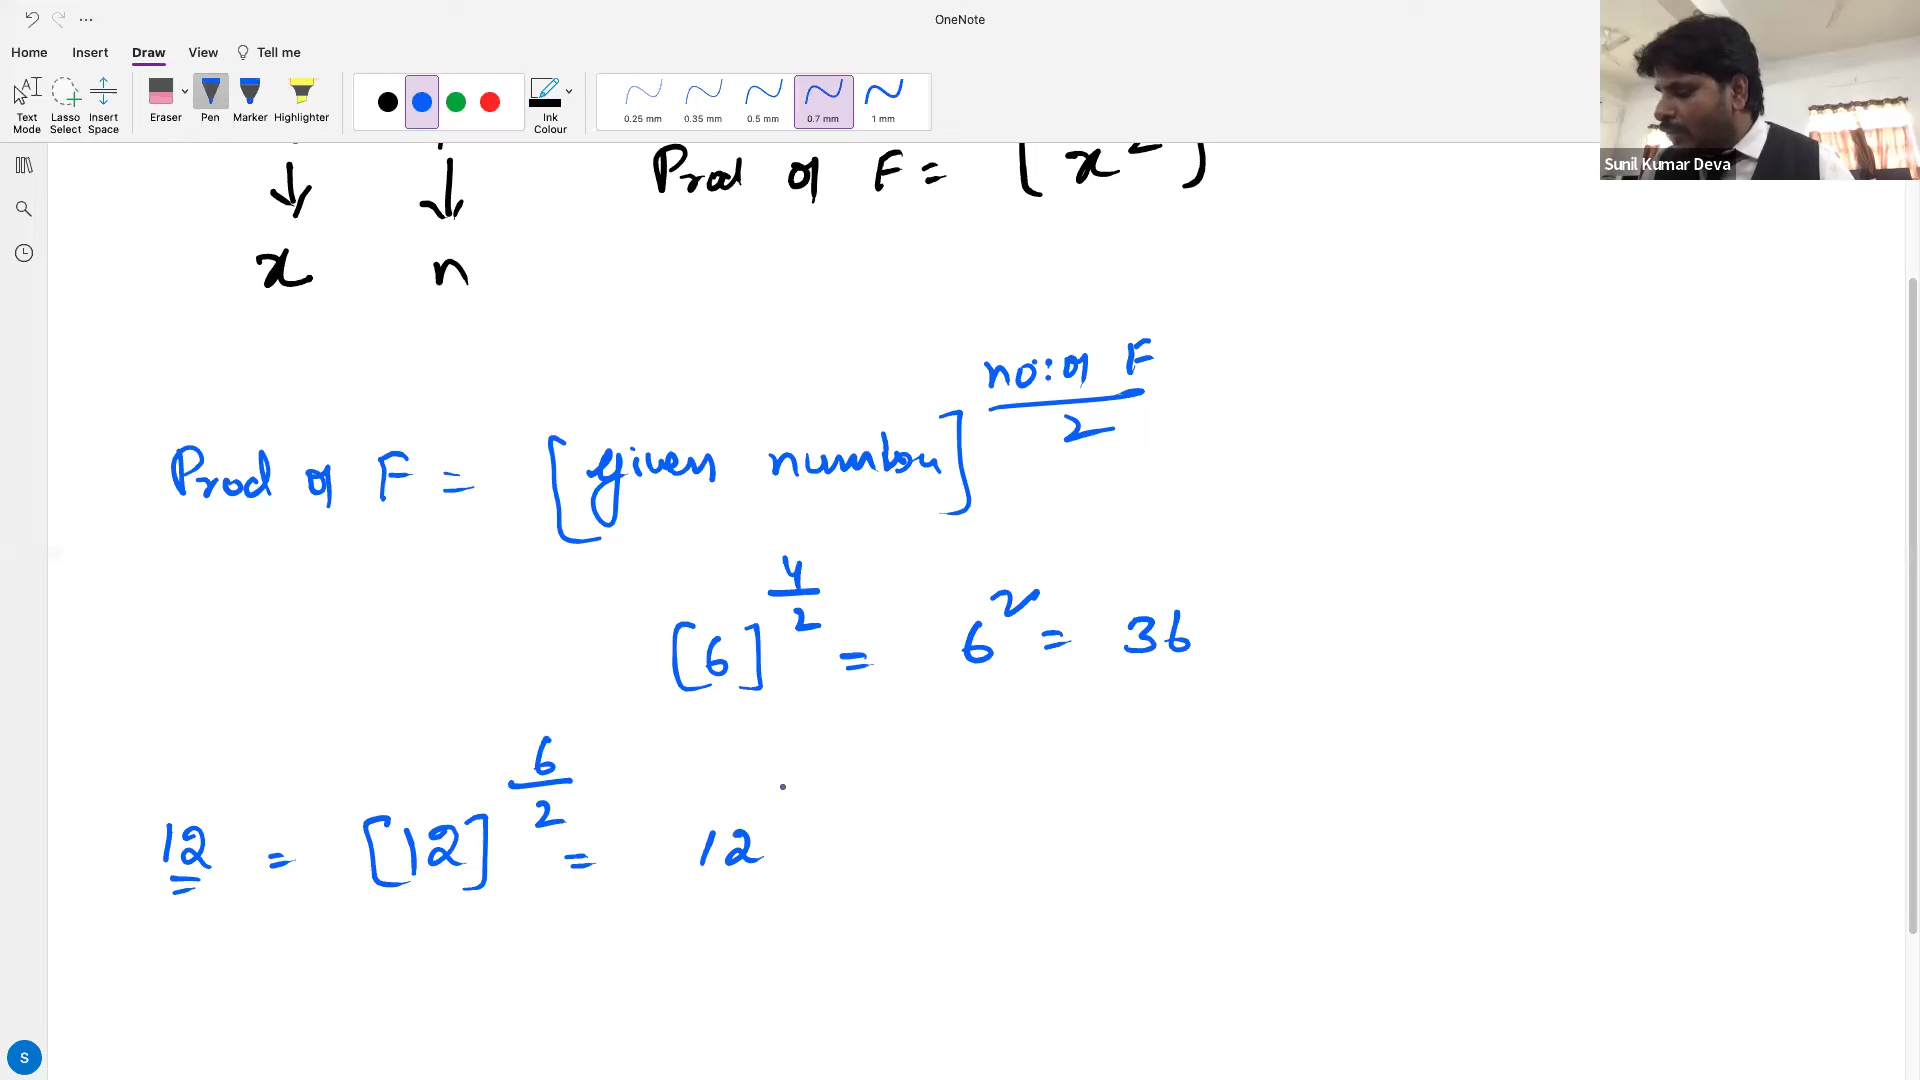 OneNote
Home Insert Draw View Tell me
Text Mode Lasso Select Insert Space Eraser Pen Marker Highlighter Ink Colour 0.25 mm 0.35 mm 0.5 mm 0.7 mm 1 mm
Sunil Kumar Deva
Prod of F = (x^2)
x n
Prod of F = [given number]^(no: of F / 2)
[6]^(4/2) = 6^2 = 36
12 = [12]^(6/2) = 12
S